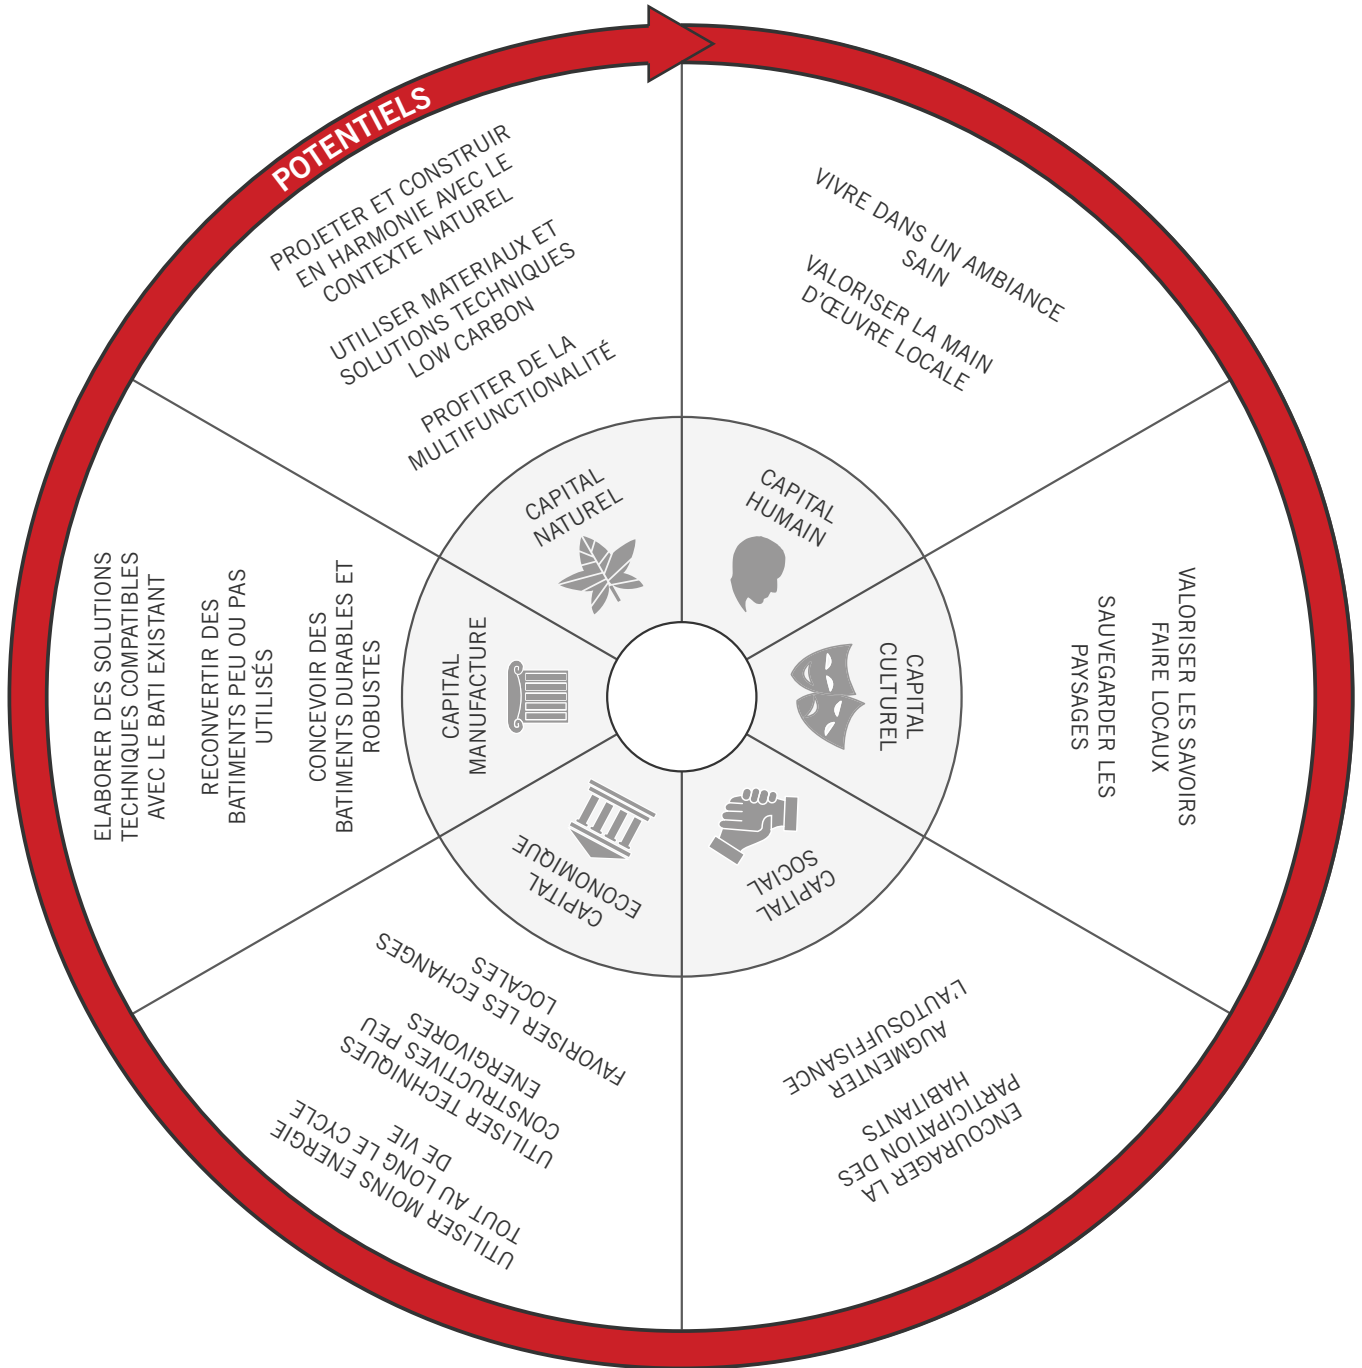 POTENTIELS
PROJETER ET CONSTRUIR
EN HARMONIE AVEC LE
CONTEXTE NATUREL
UTILISER MATERIAUX ET
SOLUTIONS TECHNIQUES
LOW CARBON
PROFITER DE LA
MULTIFUNCTIONALITÉ
CAPITAL
NATUREL
VIVRE DANS UN AMBIANCE
SAIN
VALORISER LA MAIN
D'ŒUVRE LOCALE
CAPITAL
HUMAIN
VALORISER LES SAVOIRS
FAIRE LOCAUX
SAUVEGARDER LES
PAYSAGES
CAPITAL
CULTUREL
CAPITAL
SOCIAL
L'AUTOSUFFISANCE
AUGMENTER
ENCOURAGER LA
PARTICIPATION DES
HABITANTS
CAPITAL
ECONOMIQUE
FAVORISER LES ECHANGES
LOCALES
UTILISER TECHNIQUES
CONSTRUCTIVES PEU
ENERGIVORES
UTILISER MOINS ENERGIE
TOUT AU LONG LE CYCLE
DE VIE
ELABORER DES SOLUTIONS
TECHNIQUES COMPATIBLES
AVEC LE BATI EXISTANT
RECONVERTIR DES
BATIMENTS PEU OU PAS
UTILISÉS
CONCEVOIR DES
BATIMENTS DURABLES ET
ROBUSTES
CAPITAL
MANUFACTURE